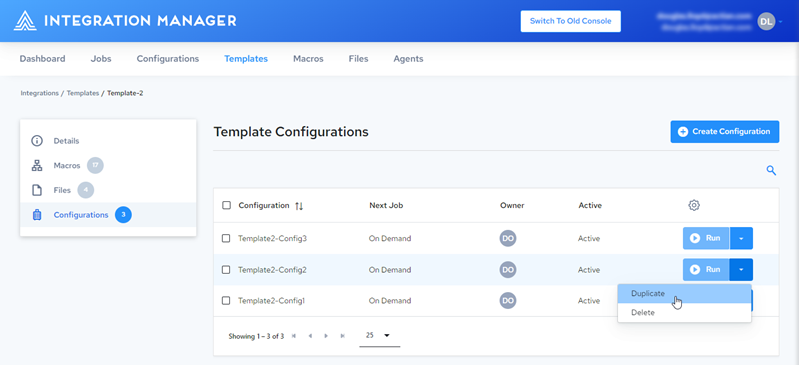 INTEGRATION MANAGER
Switch To Old Console
DL
Dashboard Jobs Configurations Templates Macros Files Agents
Integrations / Templates / Template-2
Details
Macros 17
Files 4
Configurations 3
Template Configurations
Create Configuration
Configuration Next Job Owner Active
Template2-Config3 On Demand DO Active Run
Template2-Config2 On Demand DO Active Run
Template2-Config1 On Demand DO Active
Duplicate
Delete
Showing 1 – 3 of 3 25